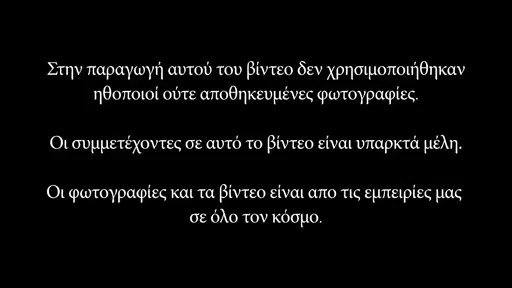 Στην παραγωγή αυτού του βίντεο δεν χρησιμοποιήθηκαν
ηθοποιοί ούτε αποθηκευμένες φωτογραφίες.
Οι συμμετέχοντες σε αυτό το βίντεο είναι υπαρκτά μέλη.
Οι φωτογραφίες και τα βίντεο είναι απο τις εμπειρίες μας
σε όλο τον κόσμο.